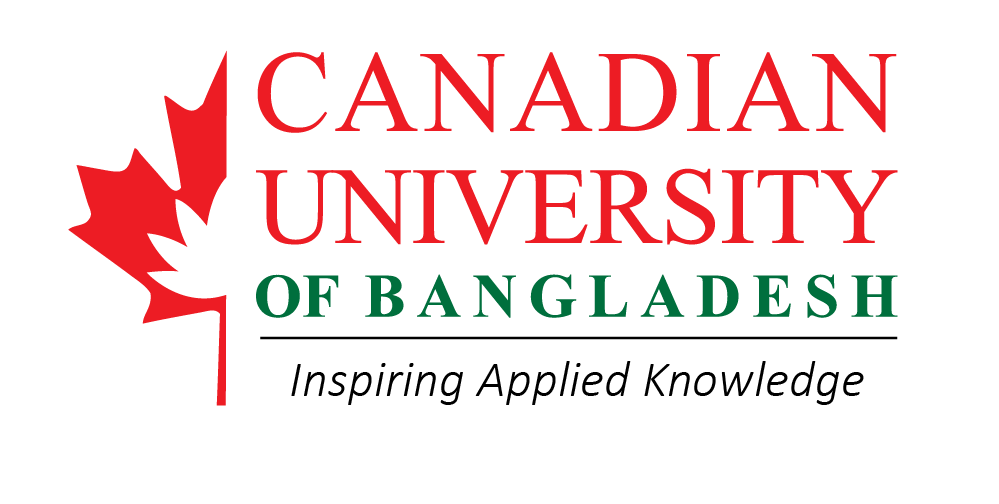 CANADIAN
UNIVERSITY
OF BANGLADESH
Inspiring Applied Knowledge